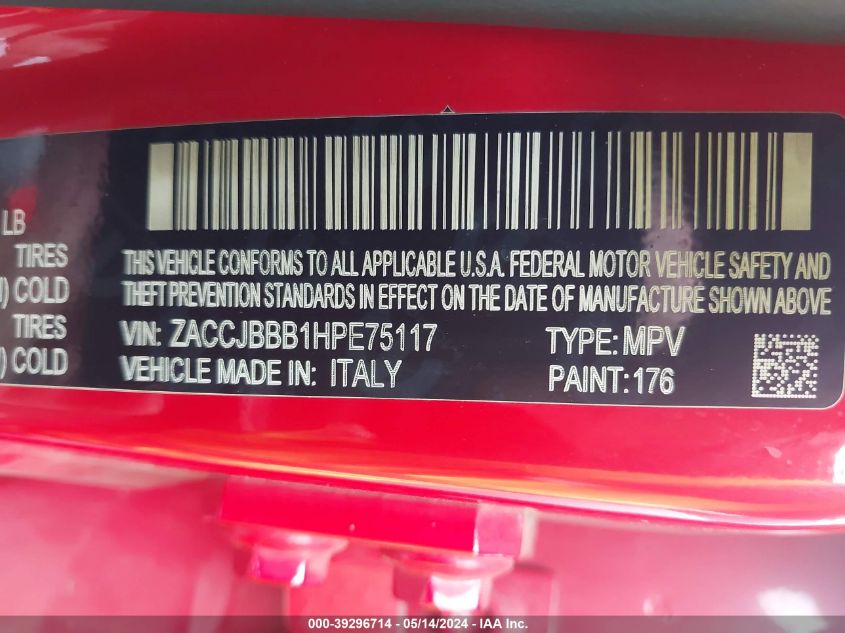 LB
TIRES
) COLD
TIRES
) COLD
THIS VEHICLE CONFORMS TO ALL APPLICABLE U.S.A. FEDERAL MOTOR VEHICLE SAFETY AND
THEFT PREVENTION STANDARDS IN EFFECT ON THE DATE OF MANUFACTURE SHOWN ABOVE
VIN: ZACCJBBB1HPE75117 TYPE: MPV
VEHICLE MADE IN: ITALY PAINT: 176
000-39296714 - 05/14/2024 - IAA Inc.